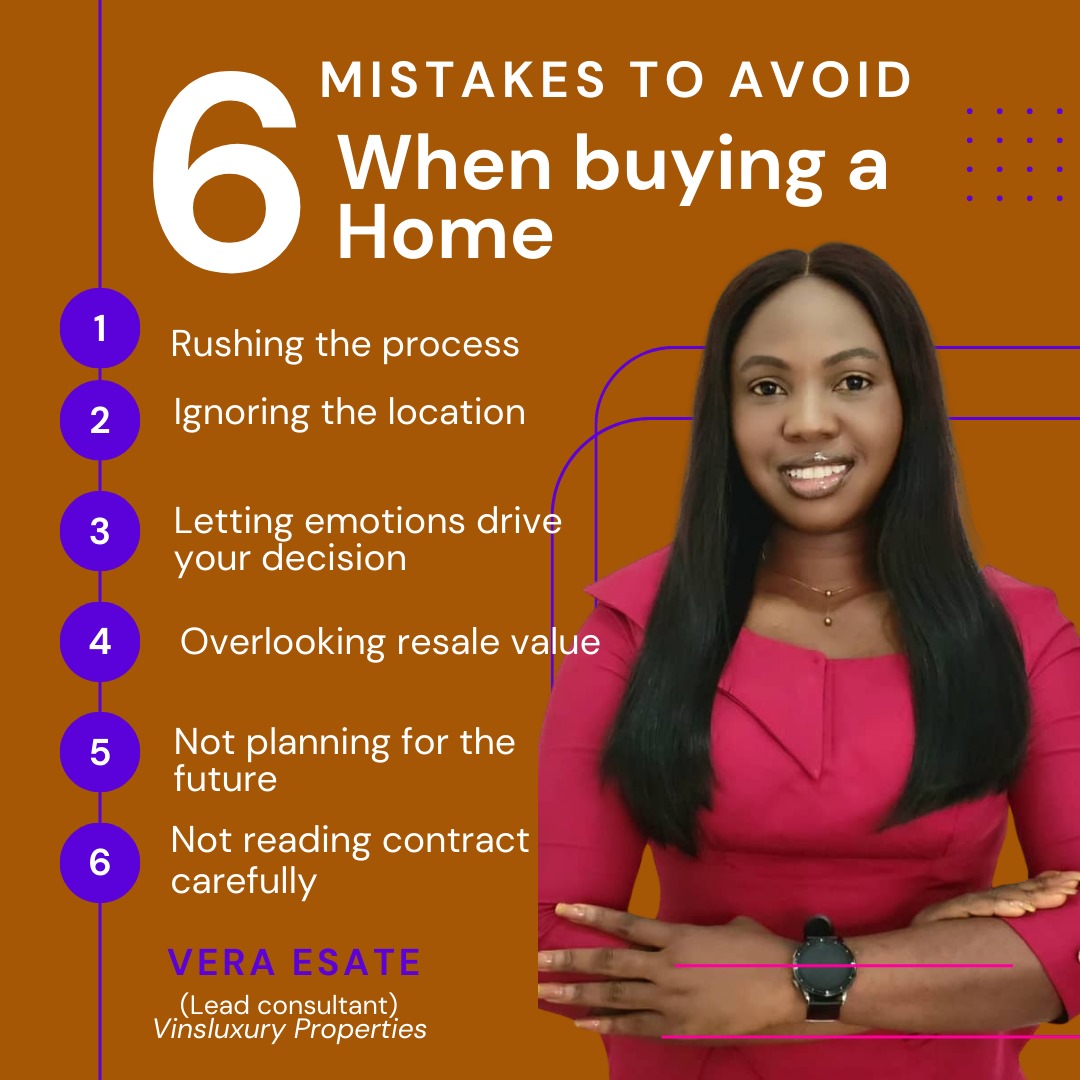 6
MISTAKES TO AVOID
When buying a
Home
1
Rushing the process
2
Ignoring the location
3
Letting emotions drive
your decision
4
Overlooking resale value
5
Not planning for the
future
6
Not reading contract
carefully
VERA ESATE
(Lead consultant)
Vinsluxury Properties